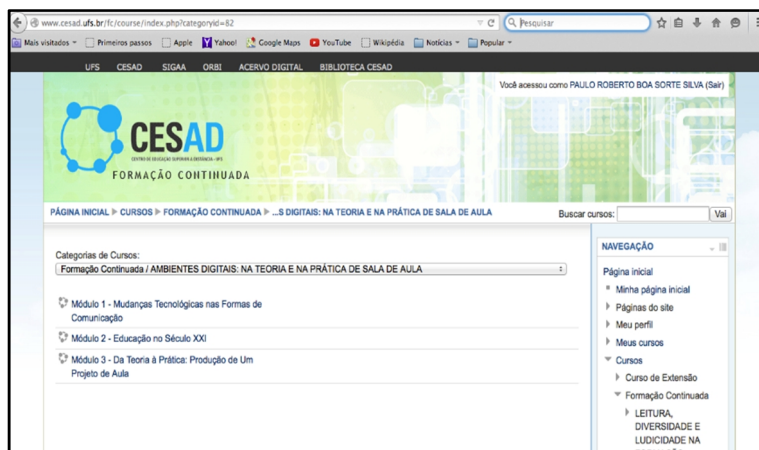 www.cesad.ufs.br/fc/course/index.php?categoryid=82
Pesquisar
Mais visitados
Primeiros passos
Apple
Yahoo!
Google Maps
YouTube
Wikipédia
Notícias
Popular
UFS CESAD SIGAA ORBI ACERVO DIGITAL BIBLIOTECA CESAD
Você acessou como PAULO ROBERTO BOA SORTE SILVA (Sair)
CESAD
CENTRO DE EDUCAÇÃO SUPERIOR A DISTÂNCIA - UFS
FORMAÇÃO CONTINUADA
PÁGINA INICIAL ▶ CURSOS ▶ FORMAÇÃO CONTINUADA ▶ ...S DIGITAIS: NA TEORIA E NA PRÁTICA DE SALA DE AULA
Buscar cursos:
Vai
Categorias de Cursos:
Formação Continuada / AMBIENTES DIGITAIS: NA TEORIA E NA PRÁTICA DE SALA DE AULA
Módulo 1 - Mudanças Tecnológicas nas Formas de
Comunicação
Módulo 2 - Educação no Século XXI
Módulo 3 - Da Teoria à Prática: Produção de Um
Projeto de Aula
NAVEGAÇÃO
Página inicial
Minha página inicial
Páginas do site
Meu perfil
Meus cursos
Cursos
Curso de Extensão
Formação Continuada
LEITURA,
DIVERSIDADE E
LUDICIDADE NA